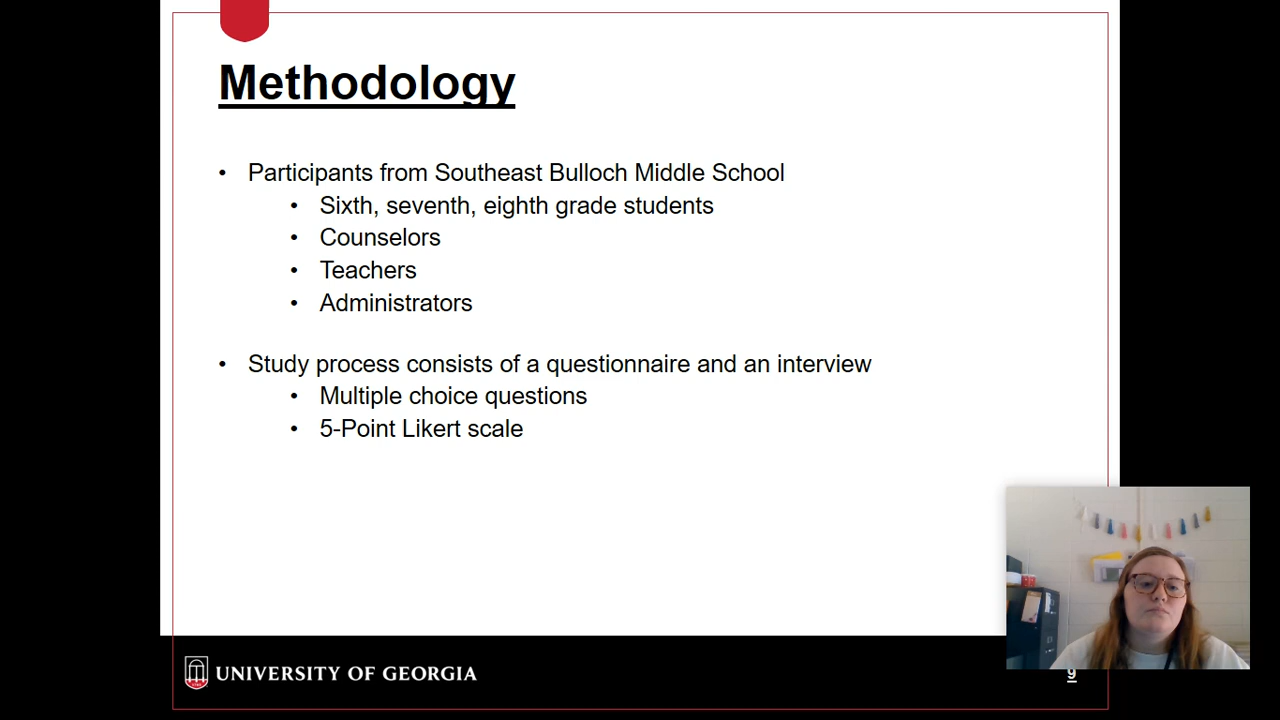 Methodology
• Participants from Southeast Bulloch Middle School
• Sixth, seventh, eighth grade students
• Counselors
• Teachers
• Administrators
• Study process consists of a questionnaire and an interview
• Multiple choice questions
• 5-Point Likert scale
UNIVERSITY OF GEORGIA
9